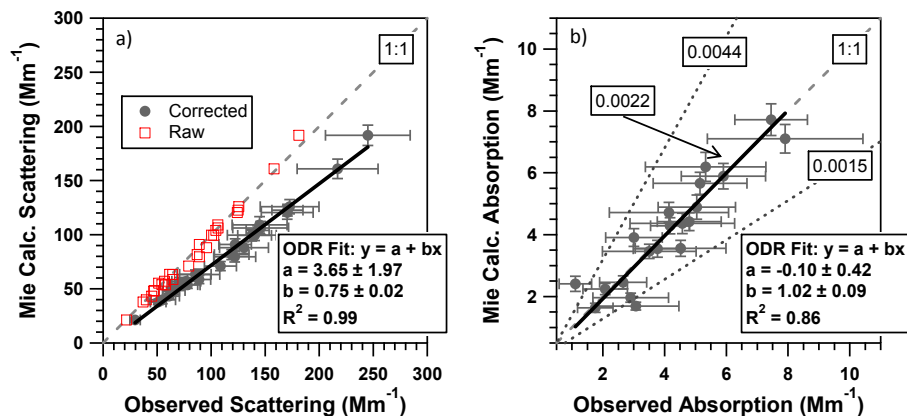 a)
Mie Calc. Scattering (Mm⁻¹)
300
250
200
150
100
50
0
1:1
Corrected
Raw
ODR Fit: y = a + bx
a = 3.65 ± 1.97
b = 0.75 ± 0.02
R² = 0.99
0 50 100 150 200 250 300
Observed Scattering (Mm⁻¹)
b)
Mie Calc. Absorption (Mm⁻¹)
10
8
6
4
2
0.0044
1:1
0.0022
0.0015
ODR Fit: y = a + bx
a = -0.10 ± 0.42
b = 1.02 ± 0.09
R² = 0.86
2 4 6 8 10
Observed Absorption (Mm⁻¹)